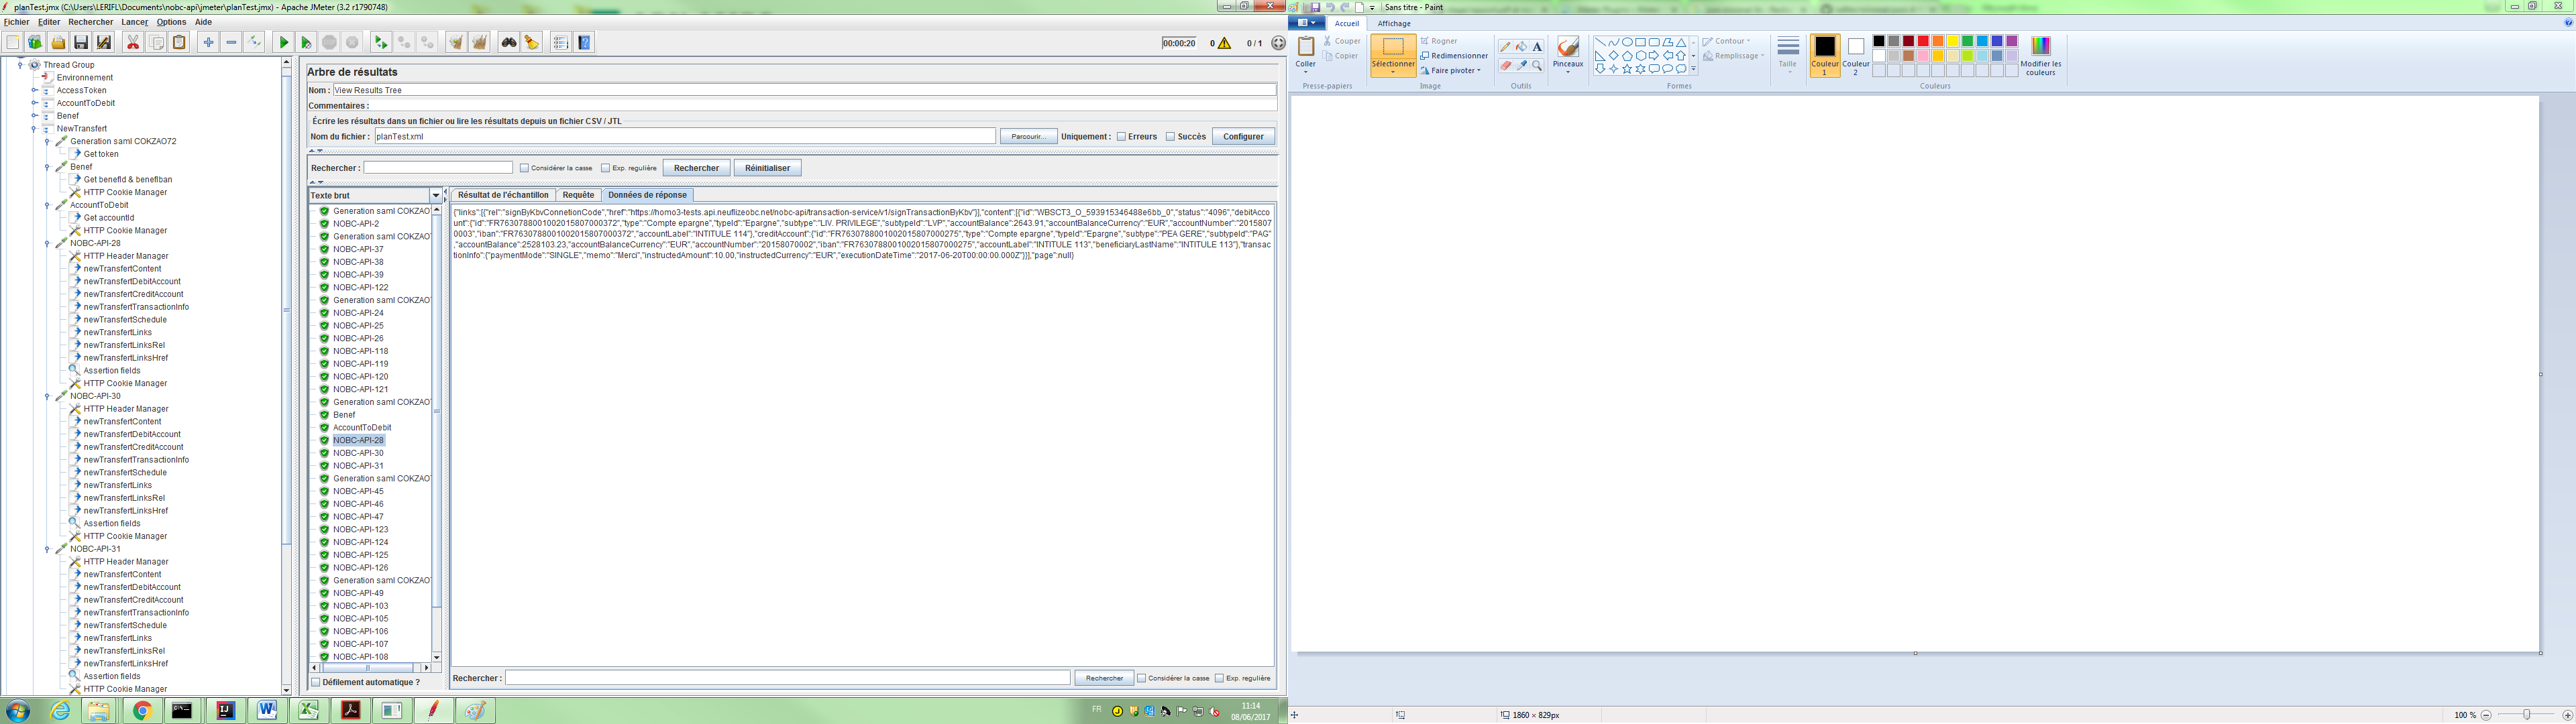 planTest.jmx (C:\Users\LERIFL\Documents\nobc-api\jmeter\planTest.jmx) - Apache JMeter (3.2 r1790748)
Fichier Editer Rechercher Lancer Options Aide
00:00:20 0 0 / 1
Thread Group
Environnement
AccessToken
AccountToDebit
Benef
NewTransfert
Generation saml COKZAO72
Get token
Benef
Get benefId & benefIban
HTTP Cookie Manager
AccountToDebit
Get accountId
HTTP Cookie Manager
NOBC-API-28
HTTP Header Manager
newTransfertContent
newTransfertDebitAccount
newTransfertCreditAccount
newTransfertTransactionInfo
newTransfertSchedule
newTransfertLinks
newTransfertLinksRel
newTransfertLinksHref
Assertion fields
HTTP Cookie Manager
NOBC-API-30
HTTP Header Manager
newTransfertContent
newTransfertDebitAccount
newTransfertCreditAccount
newTransfertTransactionInfo
newTransfertSchedule
newTransfertLinks
newTransfertLinksRel
newTransfertLinksHref
Assertion fields
HTTP Cookie Manager
NOBC-API-31
HTTP Header Manager
newTransfertContent
newTransfertDebitAccount
newTransfertCreditAccount
newTransfertTransactionInfo
newTransfertSchedule
newTransfertLinks
newTransfertLinksRel
newTransfertLinksHref
Assertion fields
HTTP Cookie Manager
Arbre de résultats
Nom : View Results Tree
Commentaires :
Écrire les résultats dans un fichier ou lire les résultats depuis un fichier CSV / JTL
Nom du fichier : planTest.xml Parcourir... Uniquement : Erreurs Succès Configurer
Rechercher : Considérer la casse Exp. regulière Rechercher Réinitialiser
Texte brut
Generation saml COKZAO7
NOBC-API-2
Generation saml COKZAO7
NOBC-API-37
NOBC-API-38
NOBC-API-39
NOBC-API-122
Generation saml COKZAO7
NOBC-API-24
NOBC-API-25
NOBC-API-26
NOBC-API-118
NOBC-API-119
NOBC-API-120
NOBC-API-121
Generation saml COKZAO7
Benef
AccountToDebit
NOBC-API-28
NOBC-API-30
NOBC-API-31
Generation saml COKZAO7
NOBC-API-45
NOBC-API-46
NOBC-API-47
NOBC-API-123
NOBC-API-124
NOBC-API-125
NOBC-API-126
Generation saml COKZAO7
NOBC-API-49
NOBC-API-103
NOBC-API-105
NOBC-API-106
NOBC-API-107
NOBC-API-108
Défilement automatique ?
Résultat de l'échantillon Requête Données de réponse
{"links":[{"rel":"signByKbvConnetionCode","href":"https://homo3-tests.api.neuflizeobc.net/nobc-api/transaction-service/v1/signTransactionByKbv"}],"content":[{"id":"WBSCT3_O_593915346488e6bb_0","status":"4096","debitAcco
unt":{"id":"FR7630788001002015807000372","type":"Compte epargne","typeId":"Epargne","subtype":"LIV. PRIVILEGE","subtypeId":"LVP","accountBalance":2643.91,"accountBalanceCurrency":"EUR","accountNumber":"2015807
0003","iban":"FR7630788001002015807000372","accountLabel":"INTITULE 114"},"creditAccount":{"id":"FR7630788001002015807000275","type":"Compte epargne","typeId":"Epargne","subtype":"PEA GERE","subtypeId":"PAG"
,"accountBalance":2528103.23,"accountBalanceCurrency":"EUR","accountNumber":"20158070002","iban":"FR7630788001002015807000275","accountLabel":"INTITULE 113","beneficiaryLastName":"INTITULE 113"},"transac
tionInfo":{"paymentMode":"SINGLE","memo":"Merci","instructedAmount":10.00,"instructedCurrency":"EUR","executionDateTime":"2017-06-20T00:00:00.000Z"}}],"page":null}
Rechercher : Rechercher Considérer la casse Exp. regulière
FR 11:14
08/06/2017
Sans titre - Paint
Accueil Affichage
Coller
Couper
Copier
Presse-papiers
Sélectionner
Rogner
Redimensionner
Faire pivoter
Image
A
Outils
Pinceaux
Formes
Contour
Remplissage
Taille
Couleur 1
Couleur 2
Modifier les couleurs
Couleurs
1860 × 829px
100 %